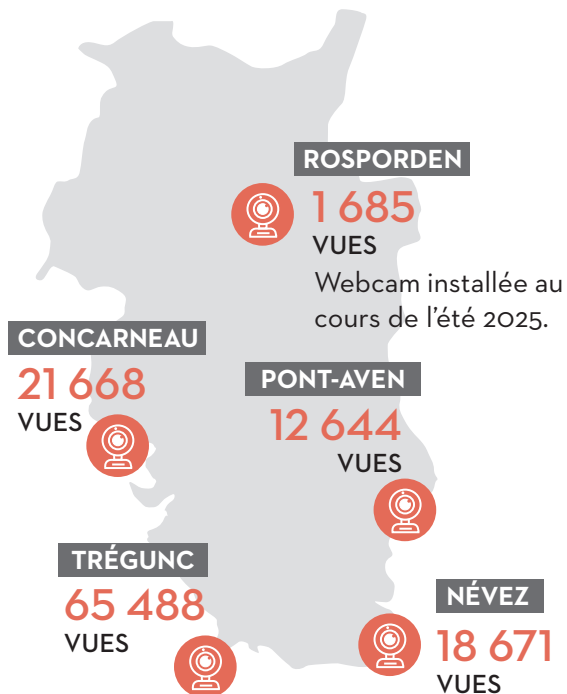 ROSPORDEN
1 685
VUES
Webcam installée au
cours de l'été 2025.
CONCARNEAU
21 668
VUES
PONT-AVEN
12 644
VUES
TRÉGUNC
65 488
VUES
NÉVEZ
18 671
VUES